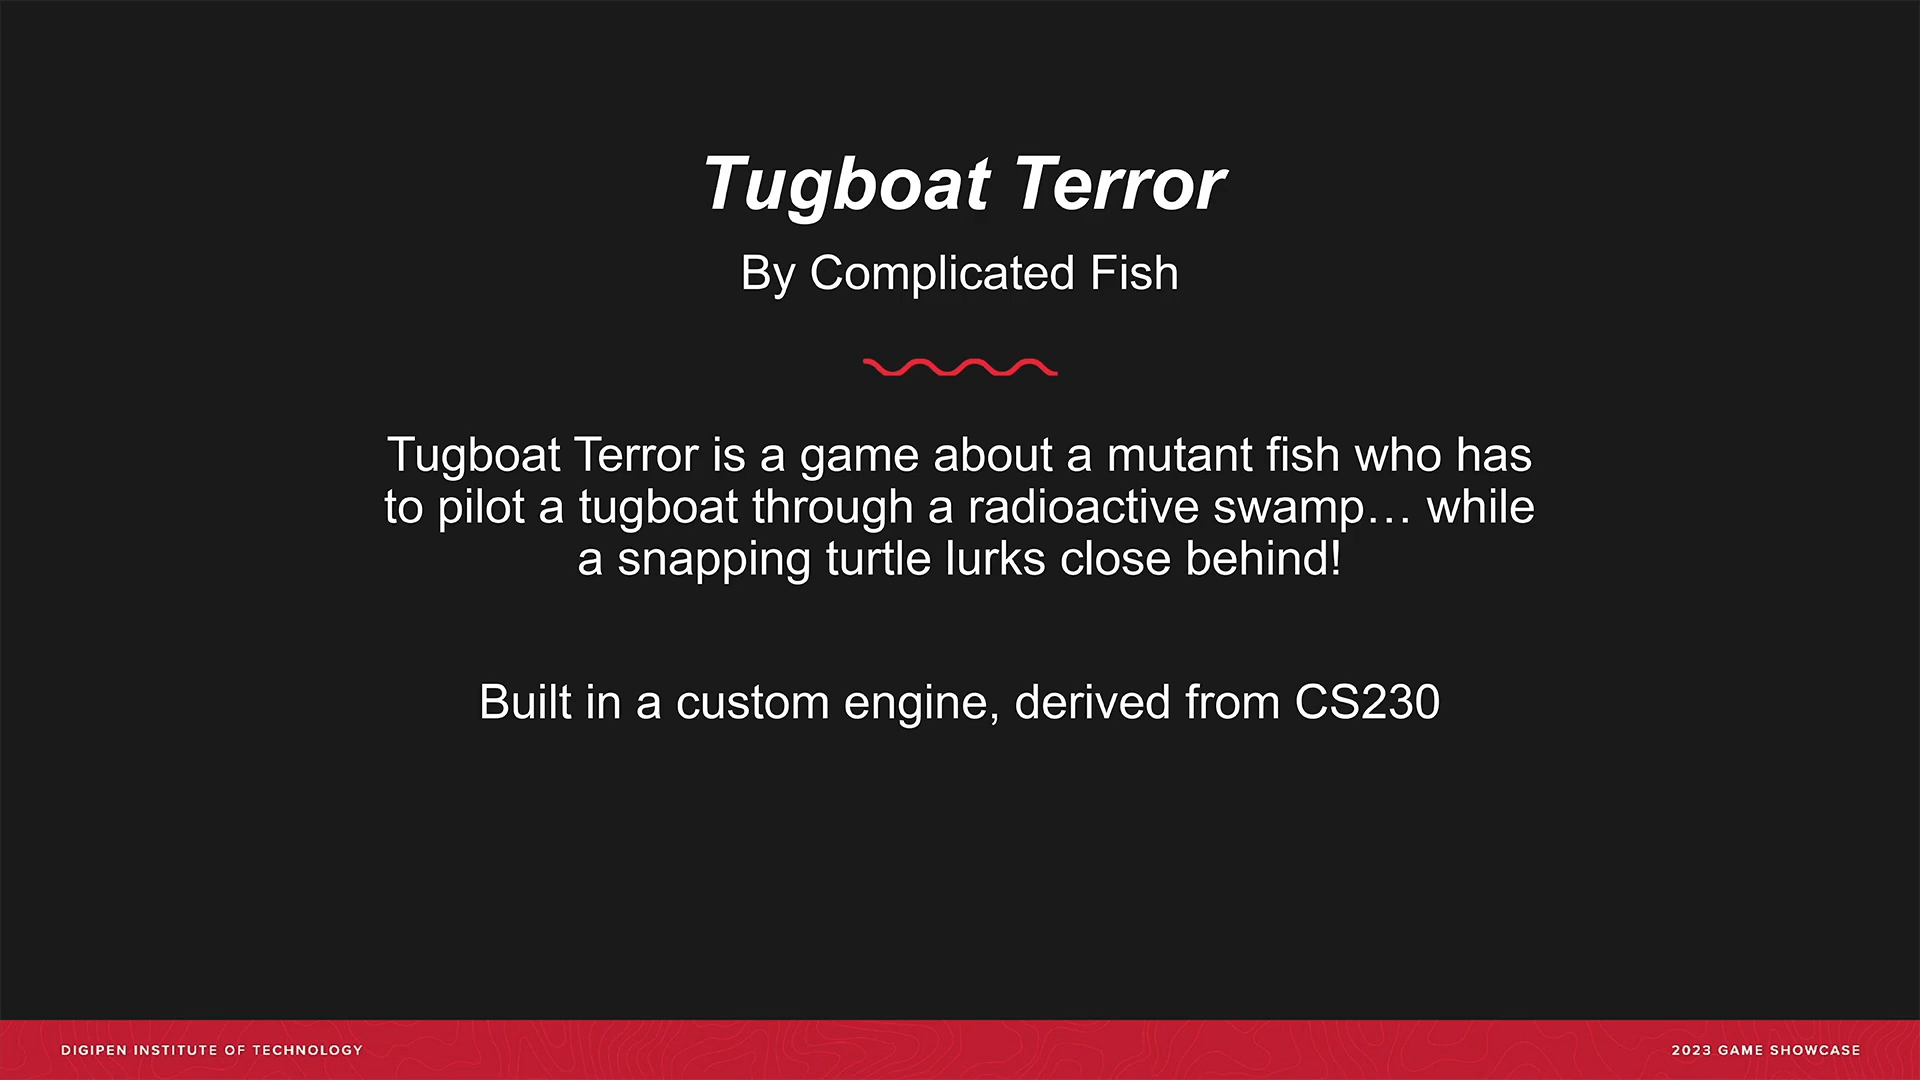 Tugboat Terror
By Complicated Fish
Tugboat Terror is a game about a mutant fish who has
to pilot a tugboat through a radioactive swamp… while
a snapping turtle lurks close behind!
Built in a custom engine, derived from CS230
DIGIPEN INSTITUTE OF TECHNOLOGY
2023 GAME SHOWCASE